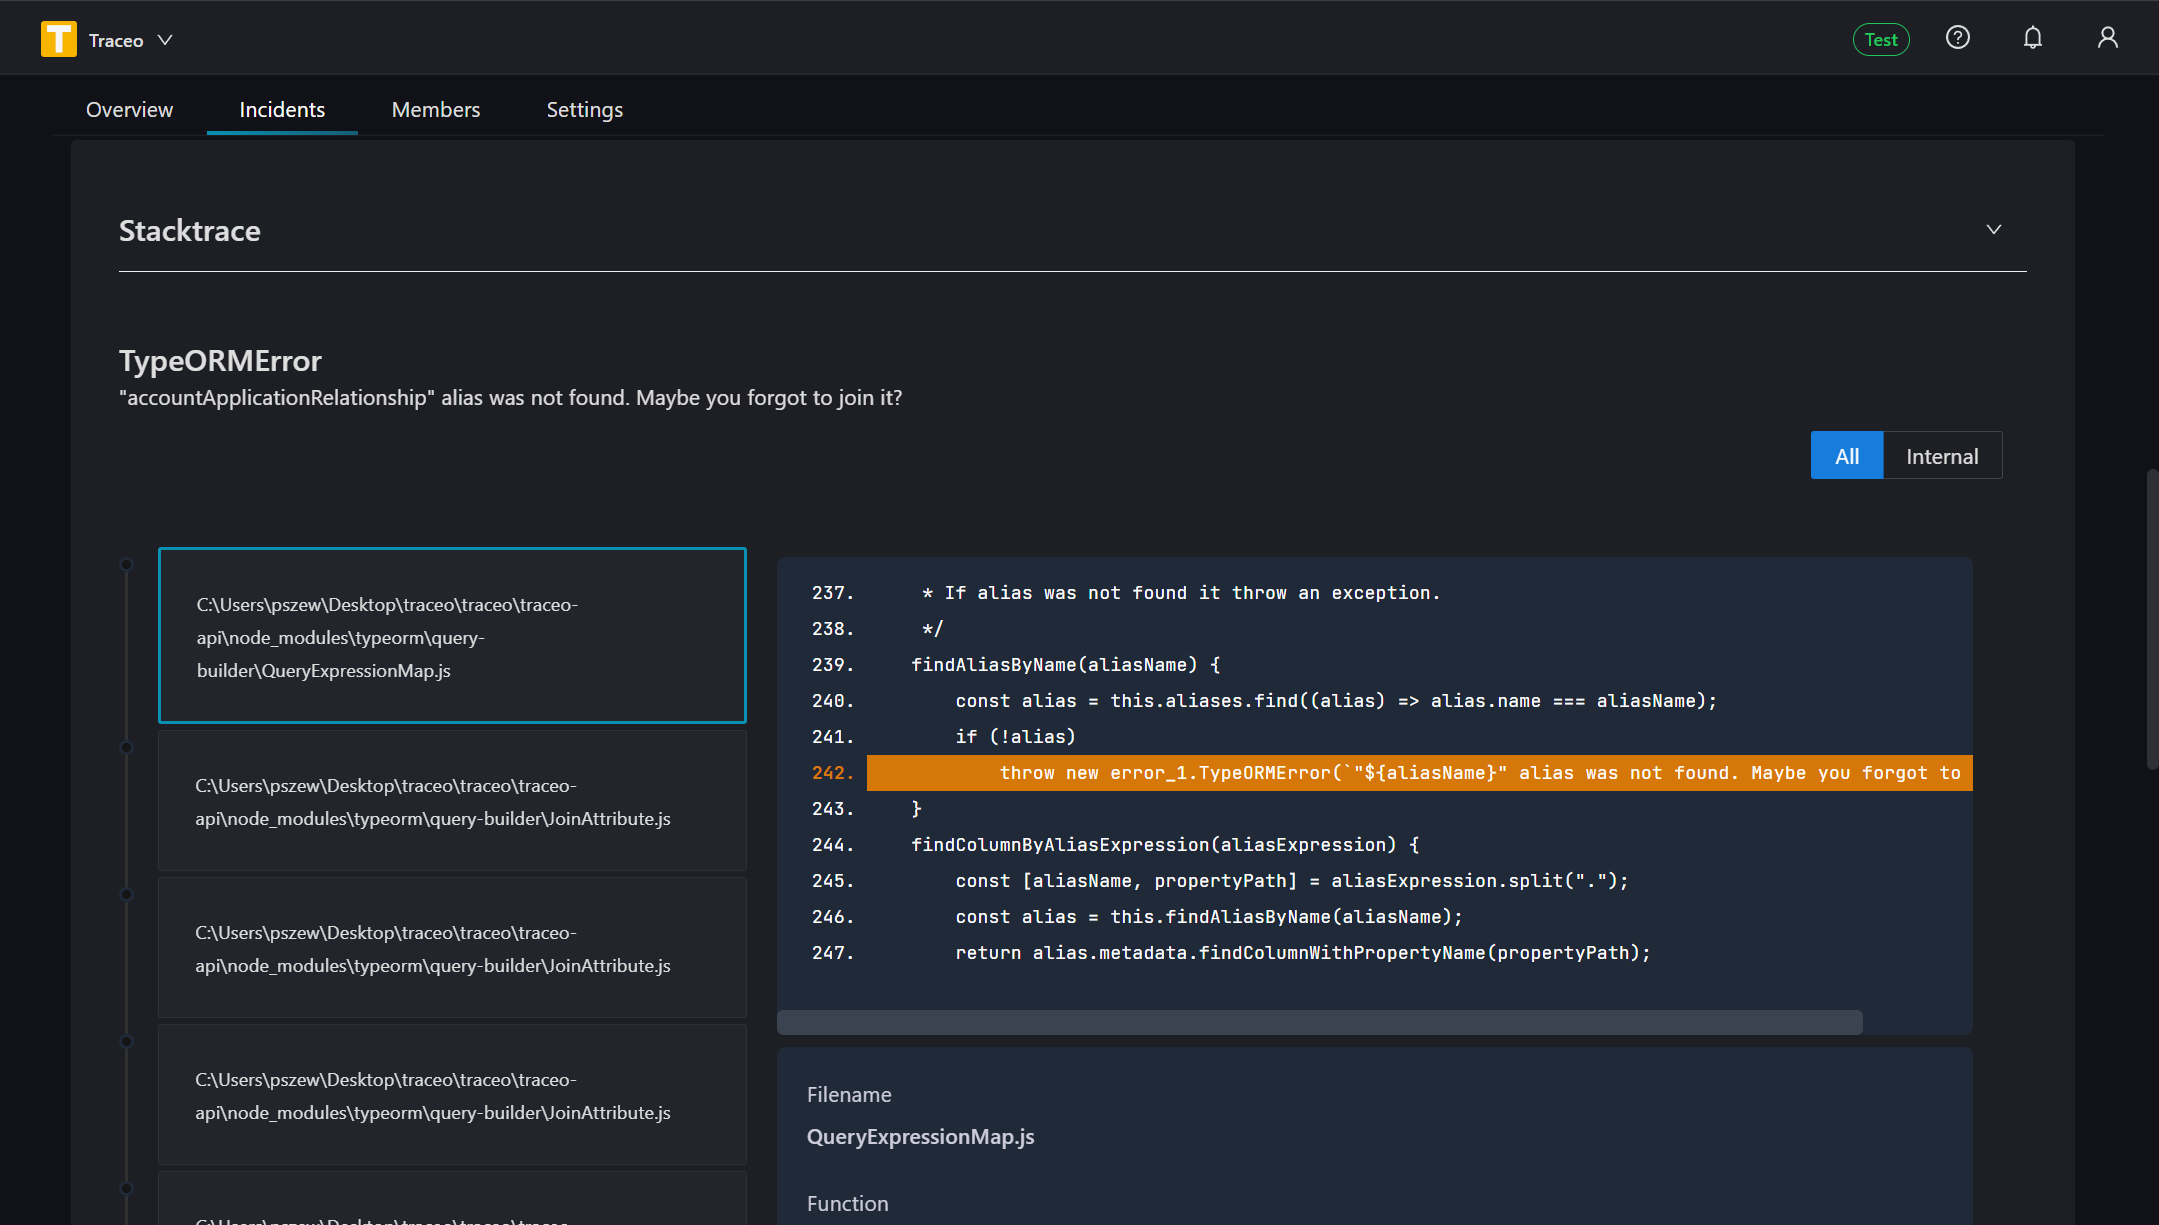 T Traceo
Test
Overview Incidents Members Settings
Stacktrace
TypeORMError
"accountApplicationRelationship" alias was not found. Maybe you forgot to join it?
All Internal
C:\Users\pszew\Desktop\traceo\traceo\traceo-
api\node_modules\typeorm\query-
builder\QueryExpressionMap.js
C:\Users\pszew\Desktop\traceo\traceo\traceo-
api\node_modules\typeorm\query-builder\JoinAttribute.js
C:\Users\pszew\Desktop\traceo\traceo\traceo-
api\node_modules\typeorm\query-builder\JoinAttribute.js
C:\Users\pszew\Desktop\traceo\traceo\traceo-
api\node_modules\typeorm\query-builder\JoinAttribute.js
C:\Users\pszew\Desktop\traceo\traceo\traceo-
237. * If alias was not found it throw an exception.
238. */
239. findAliasByName(aliasName) {
240. const alias = this.aliases.find((alias) => alias.name === aliasName);
241. if (!alias)
242. throw new error_1.TypeORMError(`"${aliasName}" alias was not found. Maybe you forgot to
243. }
244. findColumnByAliasExpression(aliasExpression) {
245. const [aliasName, propertyPath] = aliasExpression.split(".");
246. const alias = this.findAliasByName(aliasName);
247. return alias.metadata.findColumnWithPropertyName(propertyPath);
Filename
QueryExpressionMap.js
Function